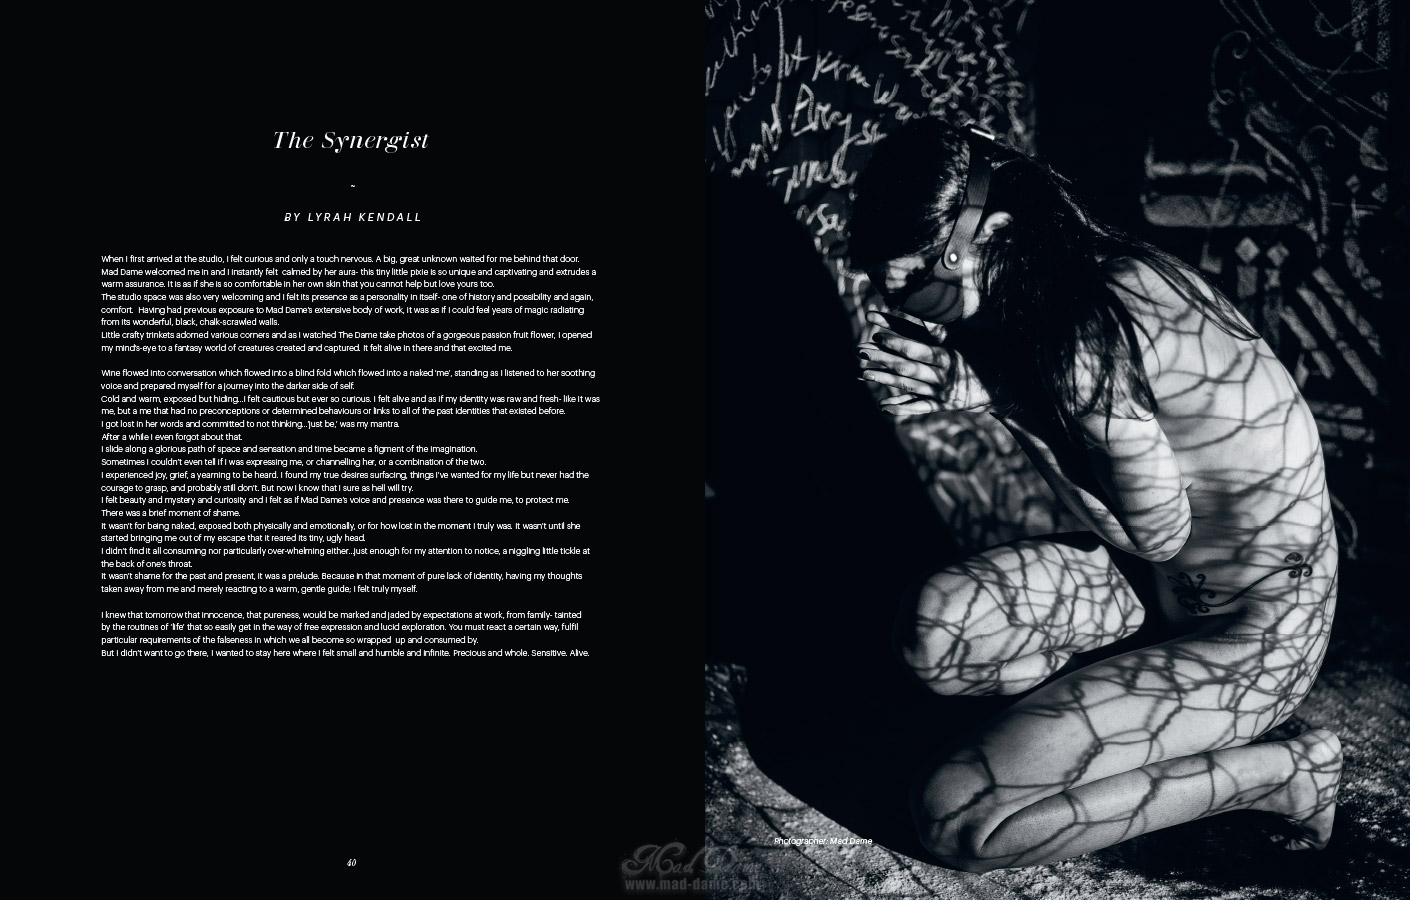 The Synergist
~
BY LYRAH KENDALL
When I first arrived at the studio, I felt curious and only a touch nervous. A big, great unknown waited for me behind that door.
Mad Dame welcomed me in and I instantly felt  calmed by her aura- this tiny little pixie is so unique and captivating and extrudes a
warm assurance. It is as if she is so comfortable in her own skin that you cannot help but love yours too.
The studio space was also very welcoming and I felt its presence as a personality in itself- one of history and possibility and again,
comfort.  Having had previous exposure to Mad Dame's extensive body of work, it was as if I could feel years of magic radiating
from its wonderful, black, chalk-scrawled walls.
Little crafty trinkets adorned various corners and as I watched The Dame take photos of a gorgeous passion fruit flower, I opened
my mind's-eye to a fantasy world of creatures created and captured. It felt alive in there and that excited me.
Wine flowed into conversation which flowed into a blind fold which flowed into a naked 'me', standing as I listened to her soothing
voice and prepared myself for a journey into the darker side of self.
Cold and warm, exposed but hiding...I felt cautious but ever so curious. I felt alive and as if my identity was raw and fresh- like it was
me, but a me that had no preconceptions or determined behaviours or links to all of the past identities that existed before.
I got lost in her words and committed to not thinking...'just be,' was my mantra.
After a while I even forgot about that.
I slide along a glorious path of space and sensation and time became a figment of the imagination.
Sometimes I couldn't even tell if I was expressing me, or channelling her, or a combination of the two.
I experienced joy, grief, a yearning to be heard. I found my true desires surfacing, things I've wanted for my life but never had the
courage to grasp, and probably still don't. But now I know that I sure as hell will try.
I felt beauty and mystery and curiosity and I felt as if Mad Dame's voice and presence was there to guide me, to protect me.
There was a brief moment of shame.
It wasn't for being naked, exposed both physically and emotionally, or for how lost in the moment I truly was. It wasn't until she
started bringing me out of my escape that it reared its tiny, ugly head.
I didn't find it all consuming nor particularly over-whelming either...just enough for my attention to notice, a niggling little tickle at
the back of one's throat.
It wasn't shame for the past and present, it was a prelude. Because in that moment of pure lack of identity, having my thoughts
taken away from me and merely reacting to a warm, gentle guide; I felt truly myself.
I knew that tomorrow that innocence, that pureness, would be marked and jaded by expectations at work, from family- tainted
by the routines of 'life' that so easily get in the way of free expression and lucid exploration. You must react a certain way, fulfil
particular requirements of the falseness in which we all become so wrapped  up and consumed by.
But I didn't want to go there, I wanted to stay here where I felt small and humble and infinite. Precious and whole. Sensitive. Alive.
40
Photographer: Mad Dame
Mad Dame
www.mad-dame.com